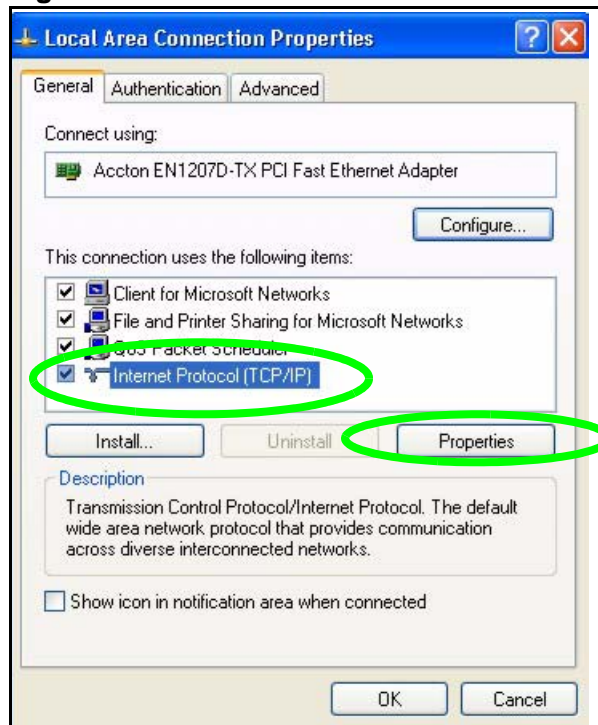 Local Area Connection Properties
General Authentication Advanced
Connect using:
Accton EN1207D-TX PCI Fast Ethernet Adapter
Configure...
This connection uses the following items:
Client for Microsoft Networks
File and Printer Sharing for Microsoft Networks
QoS Packet Scheduler
Internet Protocol (TCP/IP)
Install... Uninstall Properties
Description
Transmission Control Protocol/Internet Protocol. The default
wide area network protocol that provides communication
across diverse interconnected networks.
Show icon in notification area when connected
OK Cancel